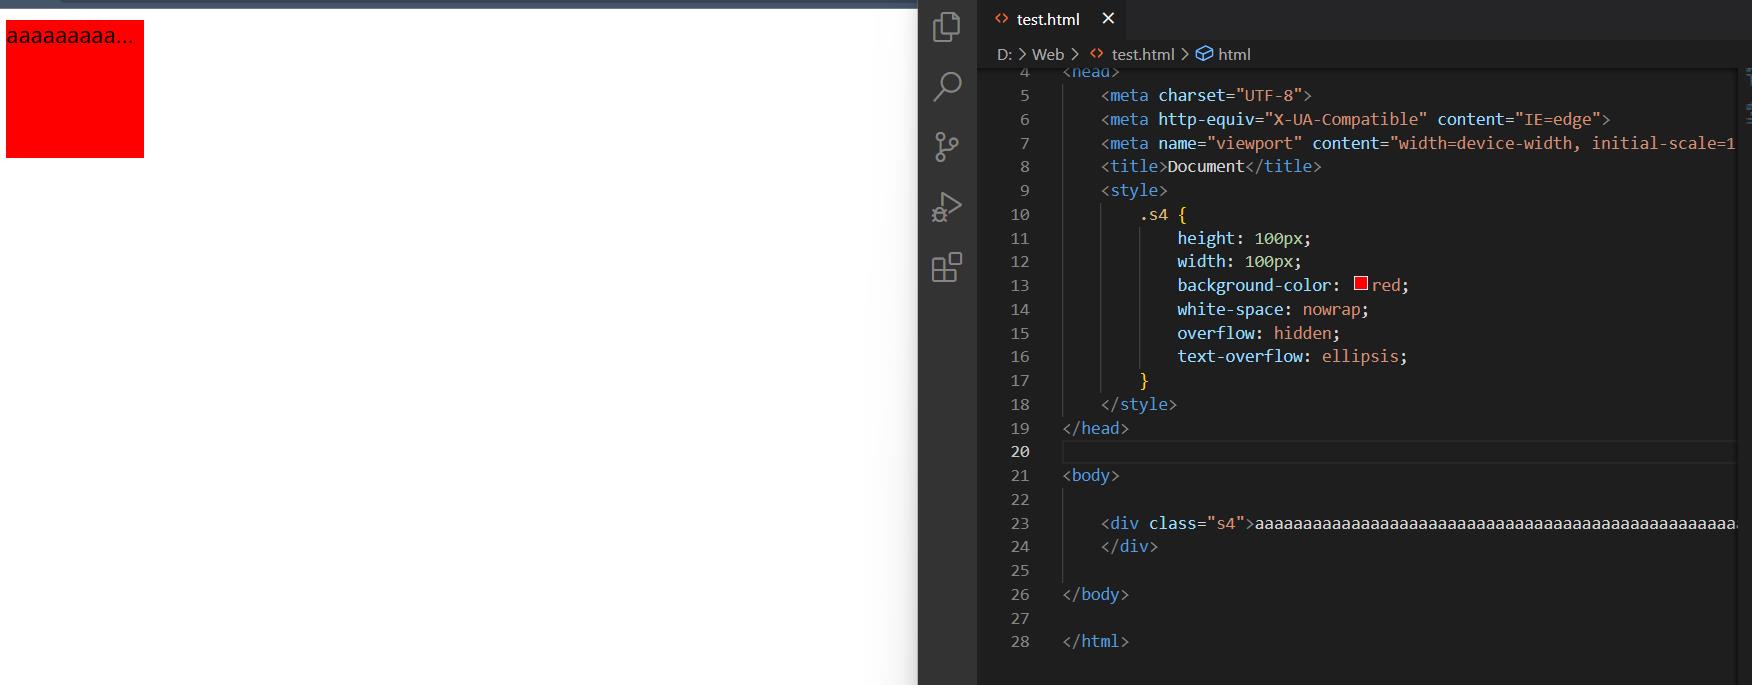 aaaaaaaaa...
test.html
D: > Web > test.html > html
4 <head>
5 <meta charset="UTF-8">
6 <meta http-equiv="X-UA-Compatible" content="IE=edge">
7 <meta name="viewport" content="width=device-width, initial-scale=1
8 <title>Document</title>
9 <style>
10 .s4 {
11 height: 100px;
12 width: 100px;
13 background-color: red;
14 white-space: nowrap;
15 overflow: hidden;
16 text-overflow: ellipsis;
17 }
18 </style>
19 </head>
20
21 <body>
22
23 <div class="s4">aaaaaaaaaaaaaaaaaaaaaaaaaaaaaaaaaaaaaaaaaaaaaaaaaaa
24 </div>
25
26 </body>
27
28 </html>